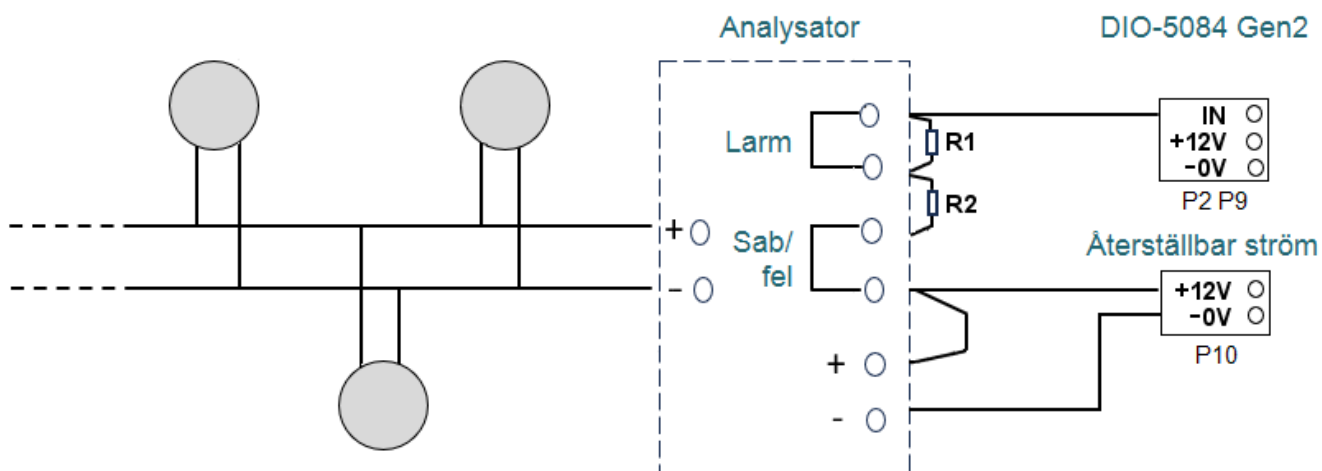 Analysator
DIO-5084 Gen2
Larm
R1
R2
IN
+12V
-0V
P2 P9
+
-
Sab/
fel
Återställbar ström
+12V
-0V
P10
+
-